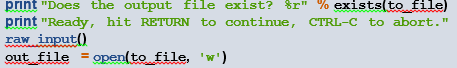 print "Does the output file exist? %r" % exists(to_file)
print "Ready, hit RETURN to continue, CTRL-C to abort."
raw_input()
out_file = open(to_file, 'w')